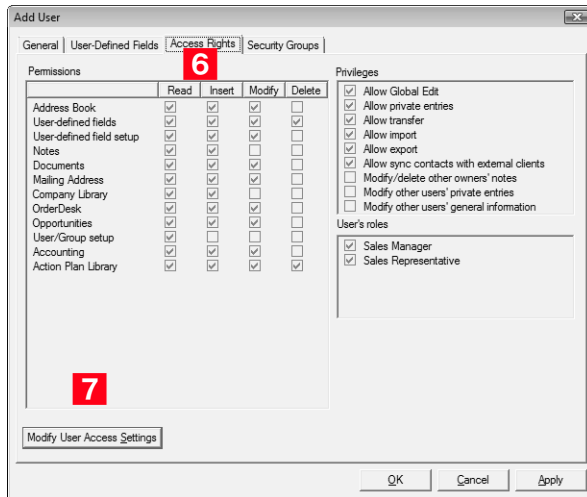 Add User
General User-Defined Fields Access Rights Security Groups
6
Permissions
Read Insert Modify Delete
Address Book
User-defined fields
User-defined field setup
Notes
Documents
Mailing Address
Company Library
OrderDesk
Opportunities
User/Group setup
Accounting
Action Plan Library
7
Modify User Access Settings
Privileges
Allow Global Edit
Allow private entries
Allow transfer
Allow import
Allow export
Allow sync contacts with external clients
Modify/delete other owners' notes
Modify other users' private entries
Modify other users' general information
User's roles
Sales Manager
Sales Representative
OK Cancel Apply